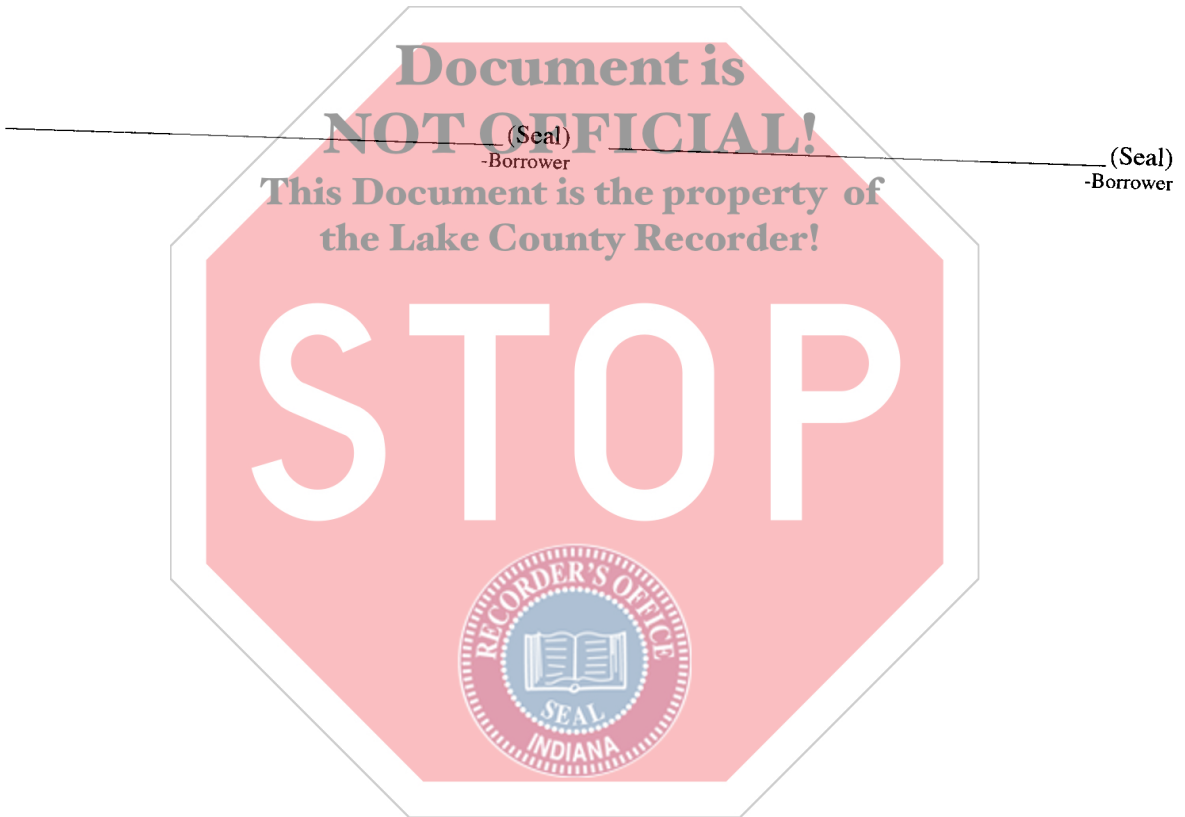 Document is
NOT OFFICIAL!
(Seal)
-Borrower
(Seal)
-Borrower
This Document is the property of
the Lake County Recorder!
STOP
RECORDER'S OFFICE
SEAL
INDIANA